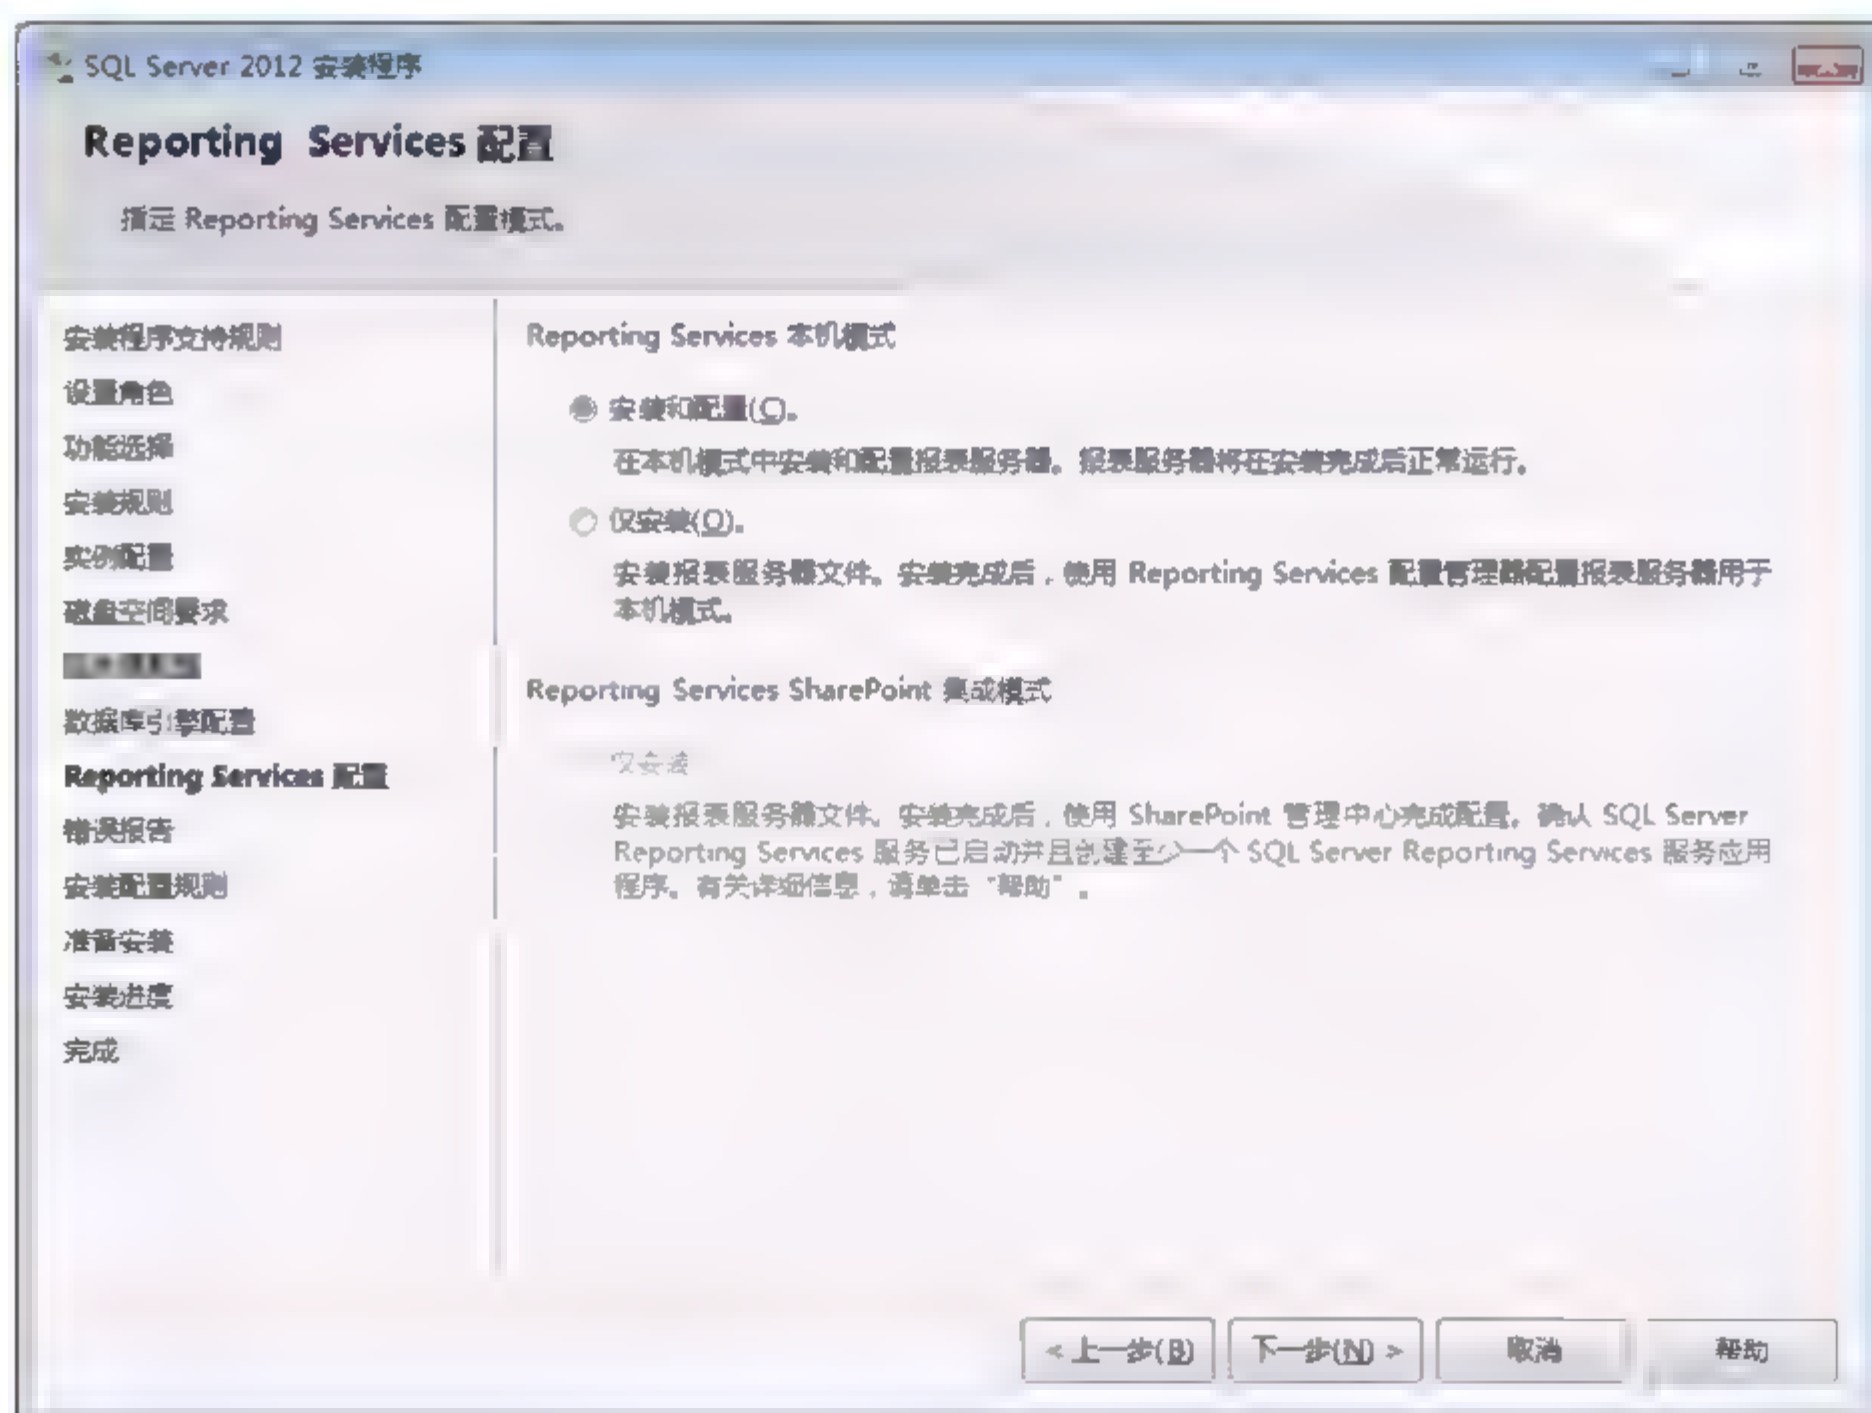 SQL Server 2012 安装程序
Reporting Services 配置
指定 Reporting Services 配置模式。
安装程序支持规则
设置角色
功能选择
安装规则
实例配置
磁盘空间要求
数据库引擎配置
Reporting Services 配置
错误报告
安装配置规则
准备安装
安装进度
完成
Reporting Services 本机模式
安装和配置(C)。
在本机模式中安装和配置报表服务器。报表服务器将在安装完成后正常运行。
仅安装(O)。
安装报表服务器文件。安装完成后，使用 Reporting Services 配置管理器配置报表服务器用于
本机模式。
Reporting Services SharePoint 集成模式
仅安装
安装报表服务器文件。安装完成后，使用 SharePoint 管理中心完成配置。确认 SQL Server
Reporting Services 服务已启动并且创建至少一个 SQL Server Reporting Services 服务应用
程序。有关详细信息，请单击“帮助”。
< 上一步(B)
下一步(N) >
取消
帮助